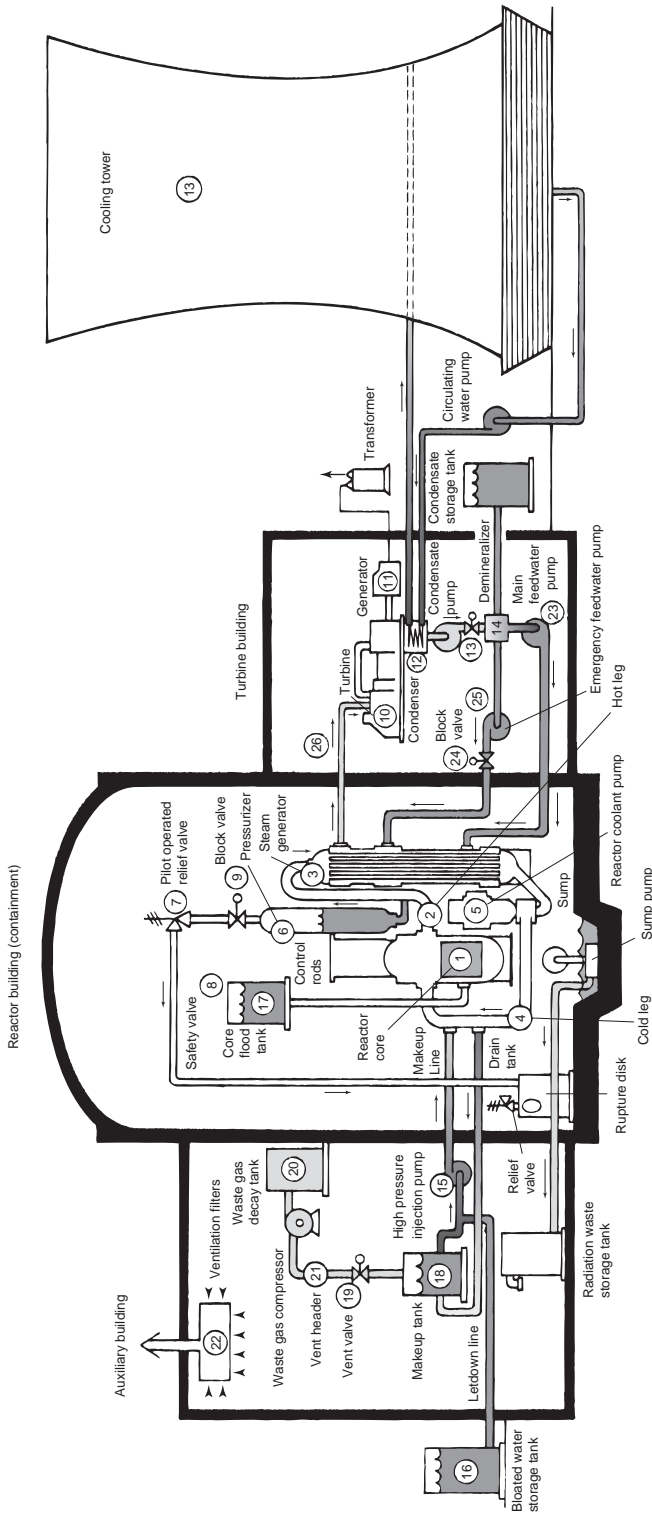 Reactor building (containment)
Auxiliary building
22
Ventilation filters
Waste gas compressor
Waste gas
decay tank
20
Vent header
21
Vent valve
19
High pressure
injection pump
15
Makeup tank
18
Letdown line
16
Bloated water
storage tank
Radiation waste
storage tank
Relief
valve
Rupture disk
Pilot operated
relief valve
7
Block valve
9
Pressurizer
6
Steam
generator
3
Safety valve
8
Core
flood
tank
17
Control
rods
Reactor
core
1
2
5
Makeup
Line
Drain
tank
4
Cold leg
Sump
Sump pump
Reactor coolant pump
Hot leg
Emergency feedwater pump
Turbine building
26
Turbine
10
Generator
11
Transformer
Condenser
12
Condensate
pump
13
Block
valve
24
25
Demineralizer
14
Main
feedwater
pump
23
Condensate
storage tank
Circulating
water pump
Cooling tower
13